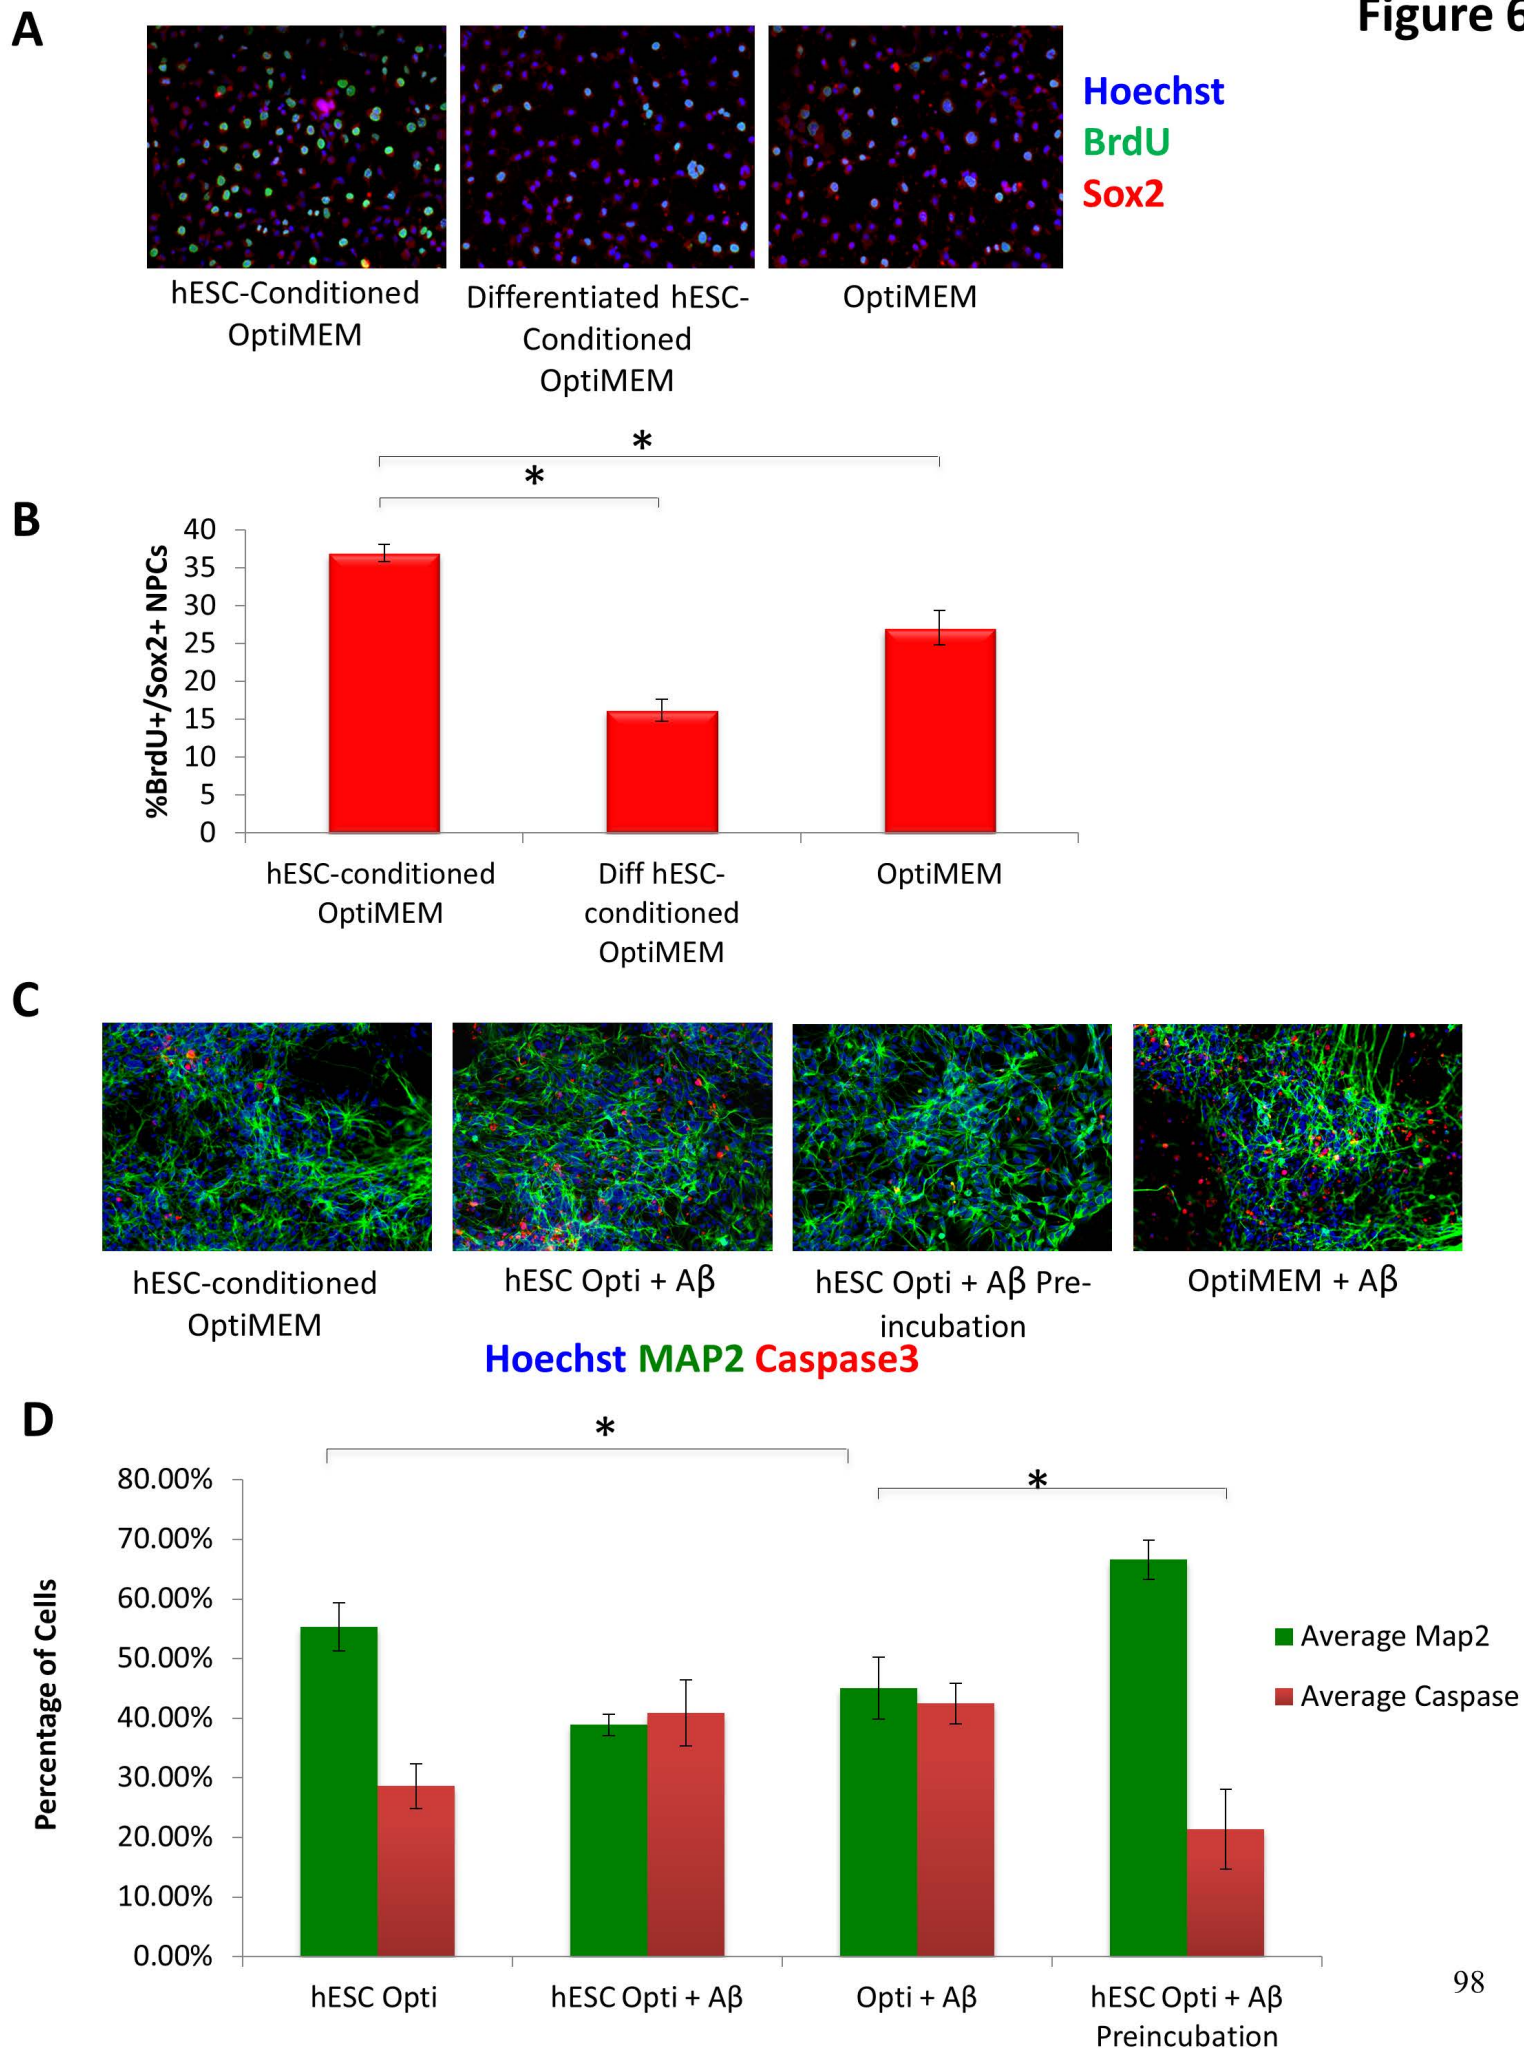 Figure 6
A
Hoechst
BrdU
Sox2
hESC-Conditioned
OptiMEM
Differentiated hESC-
Conditioned
OptiMEM
OptiMEM
*
*
B
%BrdU+/Sox2+ NPCs
40
35
30
25
20
15
10
5
0
hESC-conditioned
OptiMEM
Diff hESC-
conditioned
OptiMEM
OptiMEM
C
hESC-conditioned
OptiMEM
hESC Opti + Aβ
hESC Opti + Aβ Pre-
incubation
OptiMEM + Aβ
Hoechst MAP2 Caspase3
D
*
*
Percentage of Cells
80.00%
70.00%
60.00%
50.00%
40.00%
30.00%
20.00%
10.00%
0.00%
Average Map2
Average Caspase
hESC Opti
hESC Opti + Aβ
Opti + Aβ
hESC Opti + Aβ
Preincubation
98